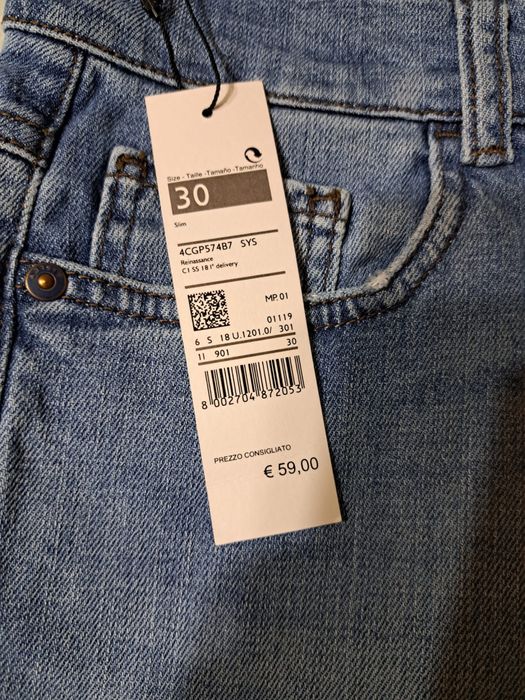 Size - Taille - Tamaño - Tamanho
30
Slim
4CGP574B7 SYS
Reinassance
C1 SS 18 1° delivery
MP. 01
01119
6 S 18 U.1201.0/ 301
11 901 30
8 002704 872053
PREZZO CONSIGLIATO
€ 59,00